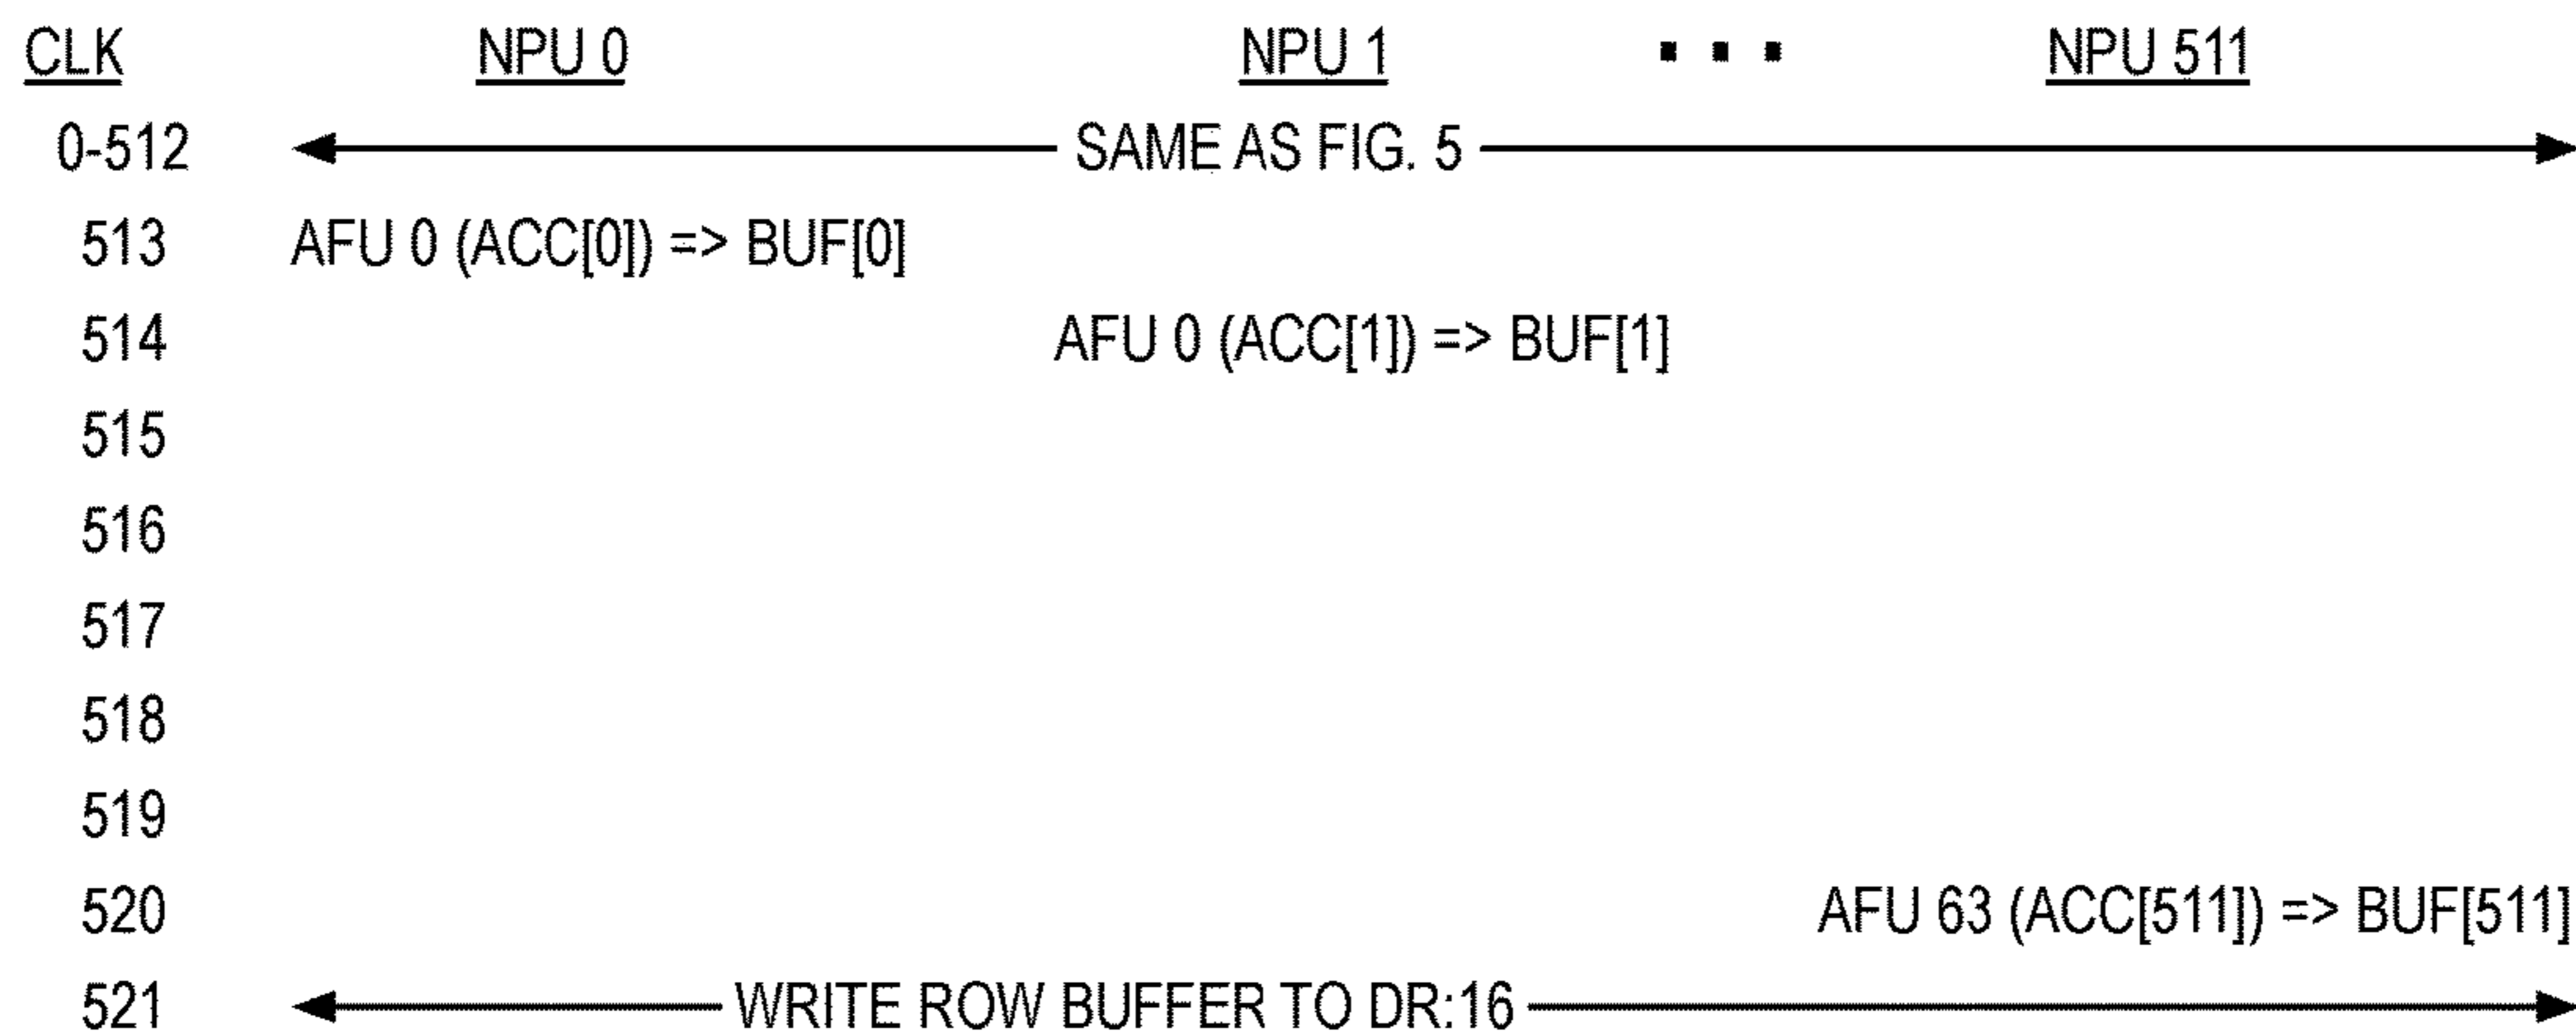 CLK NPU 0 NPU 1 ... NPU 511
0-512 SAME AS FIG. 5
513 AFU 0 (ACC[0]) => BUF[0]
514 AFU 0 (ACC[1]) => BUF[1]
515
516
517
518
519
520 AFU 63 (ACC[511]) => BUF[511]
521 WRITE ROW BUFFER TO DR:16